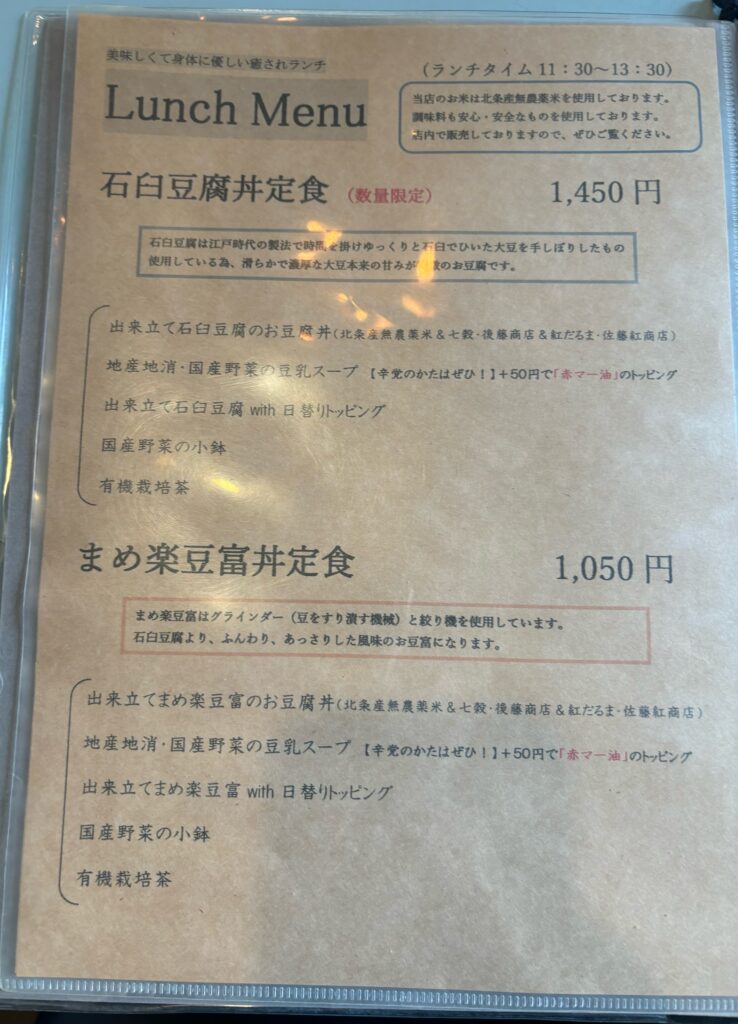 美味しくて身体に優しい癒されランチ
Lunch Menu
(ランチタイム 11：30〜13：30)
当店のお米は北条産無農薬米を使用しております。
調味料も安心・安全なものを使用しております。
店内で販売しておりますので、ぜひご覧ください。
石臼豆腐丼定食 (数量限定) 1,450 円
石臼豆腐は江戸時代の製法で時間を掛けゆっくりと石臼でひいた大豆を手しぼりしたもの
使用している為、滑らかで濃厚な大豆本来の甘みが徴のお豆腐です。
出来立て石臼豆腐のお豆腐丼(北条産無農薬米＆七穀・後藤商店＆紅だるま・佐藤紅商店)
地産地消・国産野菜の豆乳スープ 【辛党のかたはぜひ！】＋50円で「赤マー油」のトッピング
出来立て石臼豆腐 with 日替りトッピング
国産野菜の小鉢
有機栽培茶
まめ楽豆富丼定食 1,050 円
まめ楽豆富はグラインダー（豆をすり潰す機械）と絞り機を使用しています。
石臼豆腐より、ふんわり、あっさりした風味のお豆富になります。
出来立てまめ楽豆富のお豆腐丼(北条産無農薬米＆七穀・後藤商店＆紅だるま・佐藤紅商店)
地産地消・国産野菜の豆乳スープ 【辛党のかたはぜひ！】＋50円で「赤マー油」のトッピング
出来立てまめ楽豆富 with 日替りトッピング
国産野菜の小鉢
有機栽培茶